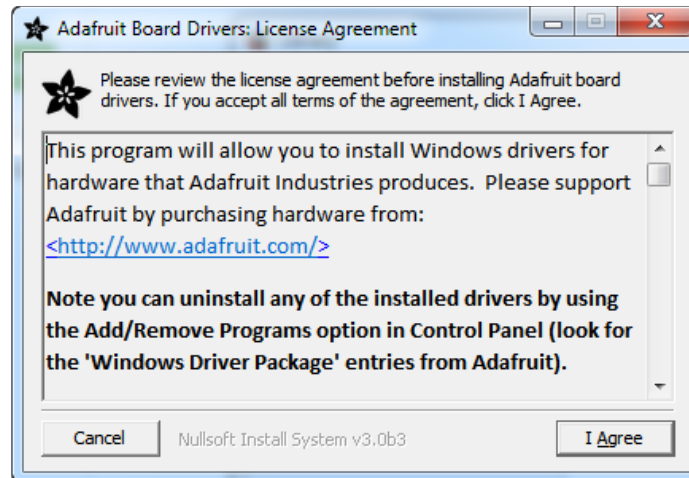 Adafruit Board Drivers: License Agreement
Please review the license agreement before installing Adafruit board
drivers. If you accept all terms of the agreement, click I Agree.
This program will allow you to install Windows drivers for
hardware that Adafruit Industries produces.  Please support
Adafruit by purchasing hardware from:
<http://www.adafruit.com/>
Note you can uninstall any of the installed drivers by using
the Add/Remove Programs option in Control Panel (look for
the 'Windows Driver Package' entries from Adafruit).
Cancel
Nullsoft Install System v3.0b3
I Agree